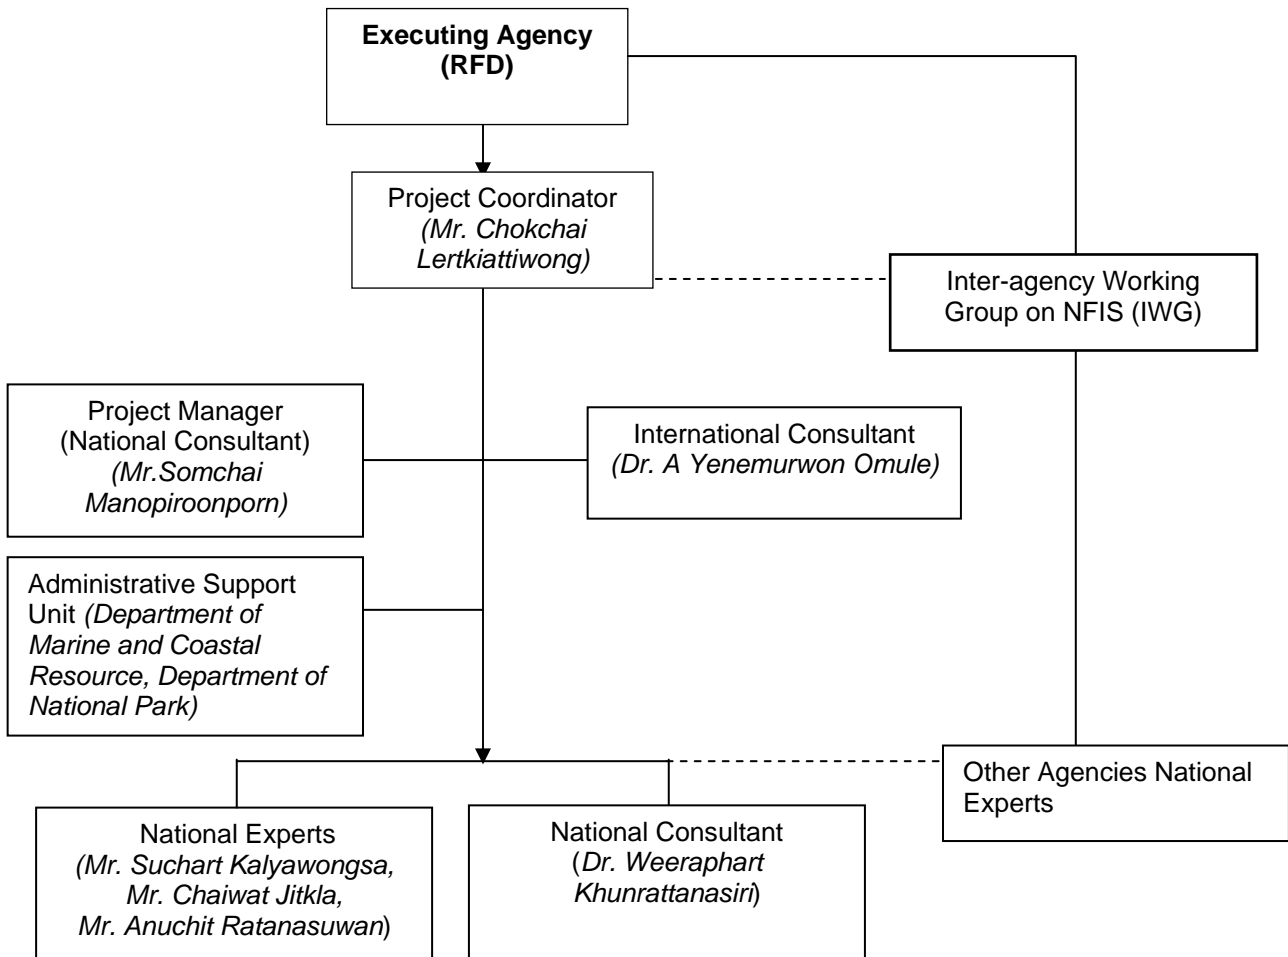 Executing Agency
(RFD)
Project Coordinator
(Mr. Chokchai
Lertkiattiwong)
Inter-agency Working
Group on NFIS (IWG)
Project Manager
(National Consultant)
(Mr.Somchai
Manopiroonporn)
International Consultant
(Dr. A Yenemurwon Omule)
Administrative Support
Unit (Department of
Marine and Coastal
Resource, Department of
National Park)
Other Agencies National
Experts
National Experts
(Mr. Suchart Kalyawongsa,
Mr. Chaiwat Jitkla,
Mr. Anuchit Ratanasuwan)
National Consultant
(Dr. Weeraphart
Khunrattanasiri)